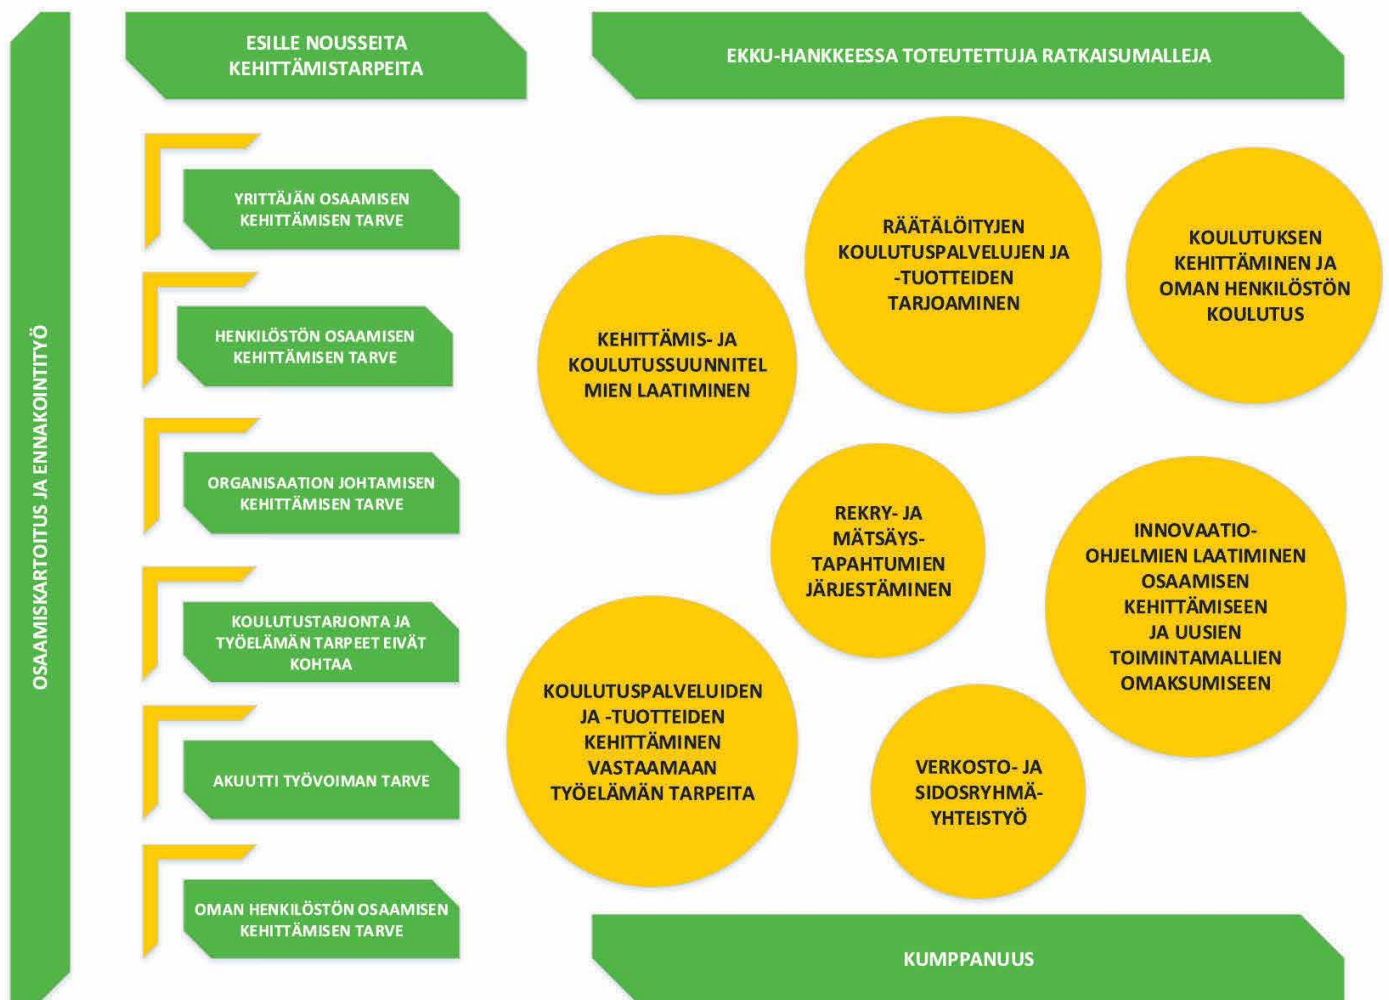 OSAAMISKARTOITUS JA ENNAKOINTITYÖ
ESILLE NOUSSEITA
KEHITTÄMISTARPEITA
YRITTÄJÄN OSAAMISEN
KEHITTÄMISEN TARVE
HENKILÖSTÖN OSAAMISEN
KEHITTÄMISEN TARVE
ORGANISAATION JOHTAMISEN
KEHITTÄMISEN TARVE
KOULUTUSTARJONTA JA
TYÖELÄMÄN TARPEET EIVÄT
KOHTAA
AKUUTTI TYÖVOIMAN TARVE
OMAN HENKILÖSTÖN OSAAMISEN
KEHITTÄMISEN TARVE
EKKU-HANKKEESSA TOTEUTETTUJA RATKAISUMALLEJA
KEHITTÄMIS- JA
KOULUTUSSUUNNITEL
MIEN LAATIMINEN
RÄÄTÄLÖITYJEN
KOULUTUSPALVELUJEN JA
-TUOTTEIDEN
TARJOAMINEN
KOULUTUKSEN
KEHITTÄMINEN JA
OMAN HENKILÖSTÖN
KOULUTUS
REKRY- JA
MÄTSÄYS-
TAPAHTUMIEN
JÄRJESTÄMINEN
INNOVAATIO-
OHJELMIEN LAATIMINEN
OSAAMISEN
KEHITTÄMISEEN
JA UUSIEN
TOIMINTAMALLIEN
OMAKSUMISEEN
KOULUTUSPALVELUIDEN
JA -TUOTTEIDEN
KEHITTÄMINEN
VASTAAMAAN
TYÖELÄMÄN TARPEITA
VERKOSTO- JA
SIDOSRYHMÄ-
YHTEISTYÖ
KUMPPANUUS